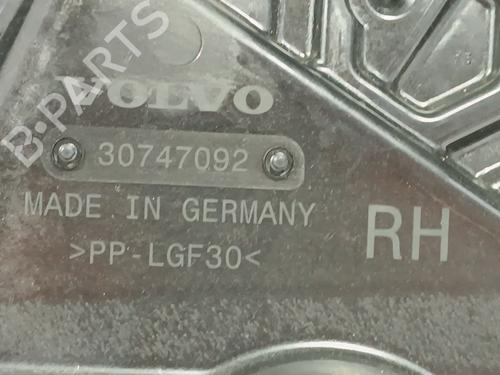 B-PARTS
VOLVO
30747092
MADE IN GERMANY
>PP-LGF30<
RH